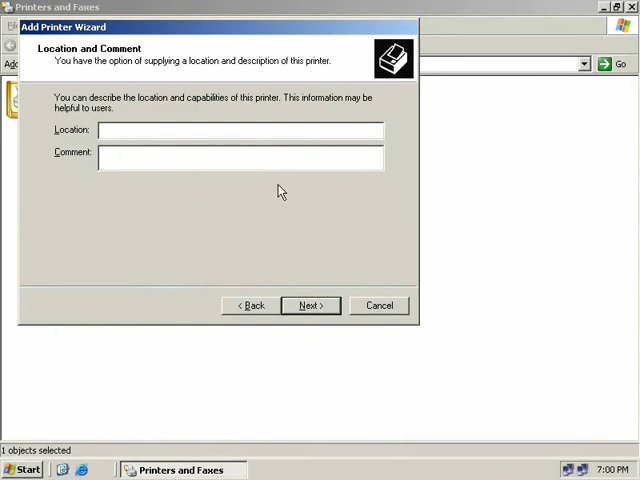 Printers and Faxes
Add Printer Wizard
Location and Comment
You have the option of supplying a location and description of this printer.
Go
You can describe the location and capabilities of this printer. This information may be
helpful to users.
Location:
Comment:
< Back
Next >
Cancel
1 objects selected
Start
Printers and Faxes
7:00 PM